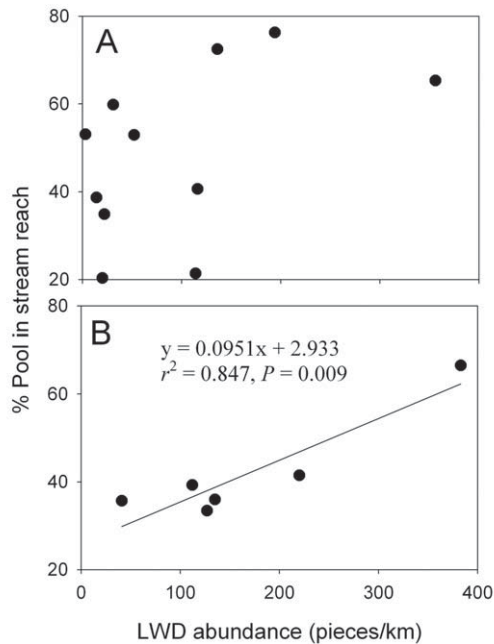 80
A
60
40
20
% Pool in stream reach
80
B
y = 0.0951x + 2.933
r² = 0.847, P = 0.009
60
40
20
0 100 200 300 400
LWD abundance (pieces/km)